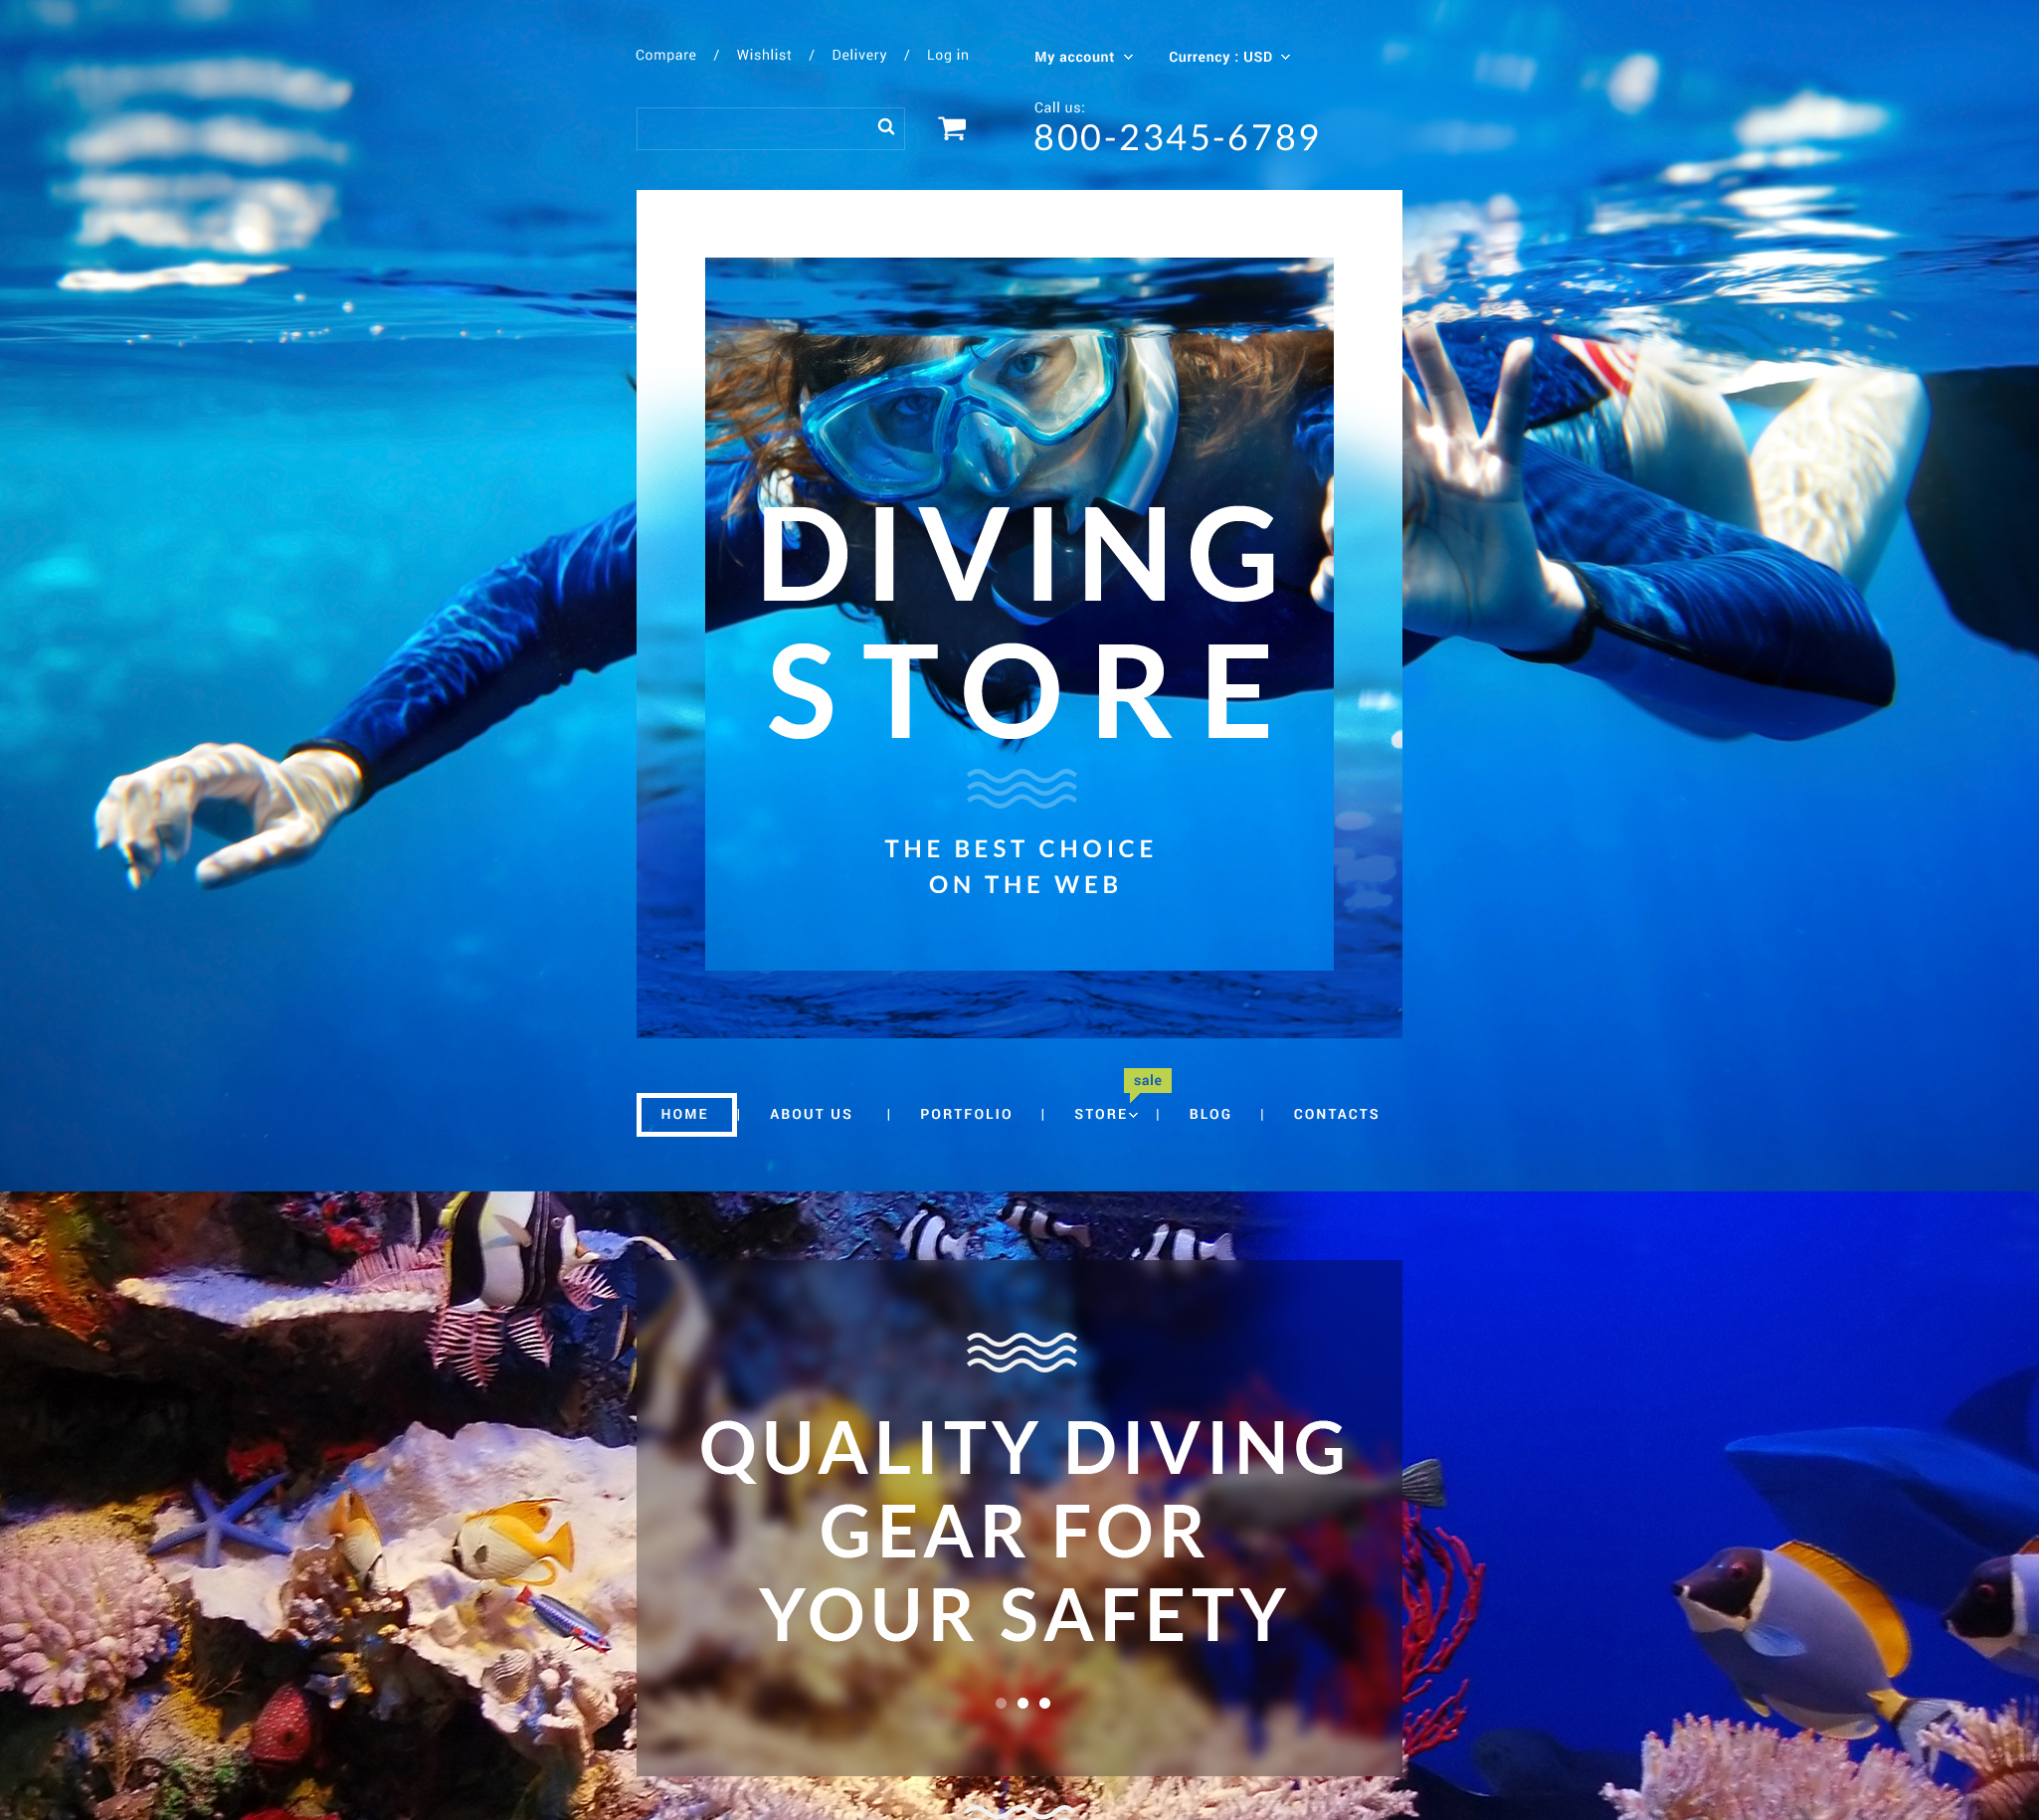 Compare / Wishlist / Delivery / Log in
My account
Currency : USD
Call us:
800-2345-6789
DIVING
STORE
THE BEST CHOICE
ON THE WEB
sale
HOME | ABOUT US | PORTFOLIO | STORE | BLOG | CONTACTS
QUALITY DIVING
GEAR FOR
YOUR SAFETY